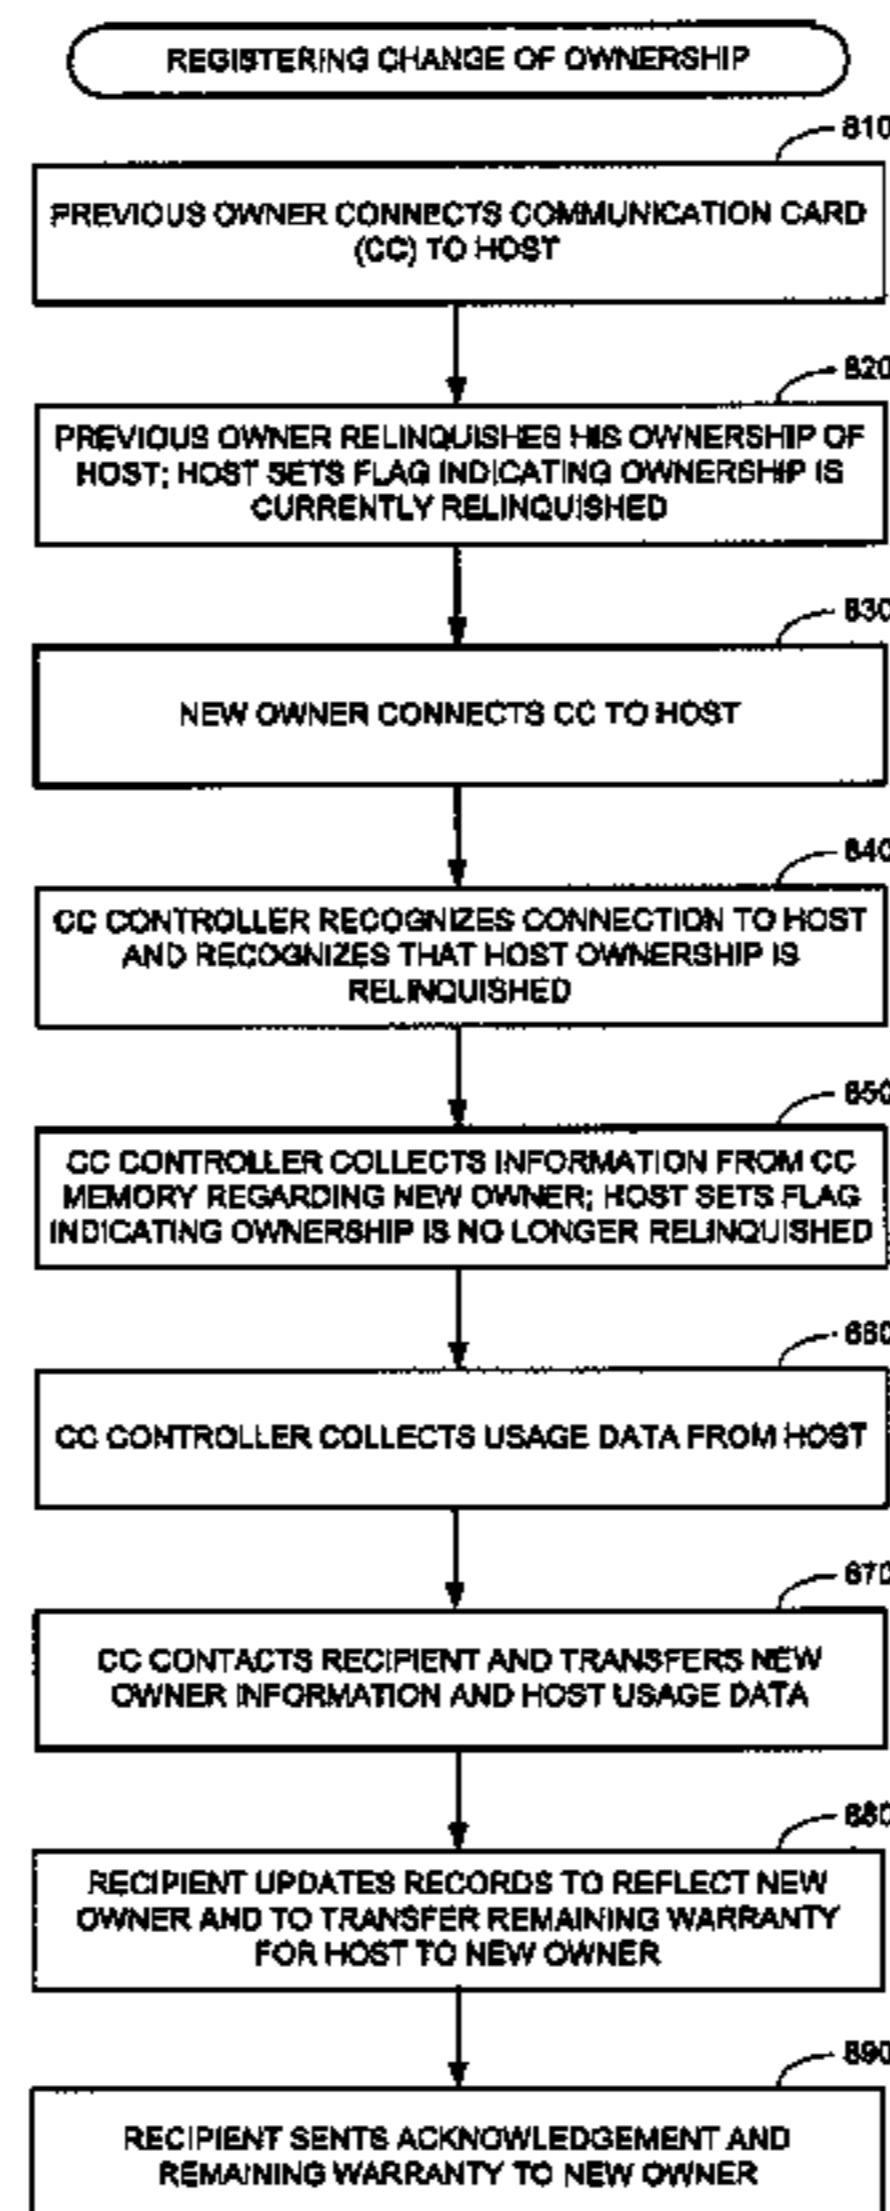 REGISTERING CHANGE OF OWNERSHIP
810
PREVIOUS OWNER CONNECTS COMMUNICATION CARD
(CC) TO HOST
820
PREVIOUS OWNER RELINQUISHES HIS OWNERSHIP OF
HOST; HOST SETS FLAG INDICATING OWNERSHIP IS
CURRENTLY RELINQUISHED
830
NEW OWNER CONNECTS CC TO HOST
840
CC CONTROLLER RECOGNIZES CONNECTION TO HOST
AND RECOGNIZES THAT HOST OWNERSHIP IS
RELINQUISHED
850
CC CONTROLLER COLLECTS INFORMATION FROM CC
MEMORY REGARDING NEW OWNER; HOST SETS FLAG
INDICATING OWNERSHIP IS NO LONGER RELINQUISHED
860
CC CONTROLLER COLLECTS USAGE DATA FROM HOST
870
CC CONTACTS RECIPIENT AND TRANSFERS NEW
OWNER INFORMATION AND HOST USAGE DATA
880
RECIPIENT UPDATES RECORDS TO REFLECT NEW
OWNER AND TO TRANSFER REMAINING WARRANTY
FOR HOST TO NEW OWNER
890
RECIPIENT SENTS ACKNOWLEDGEMENT AND
REMAINING WARRANTY TO NEW OWNER